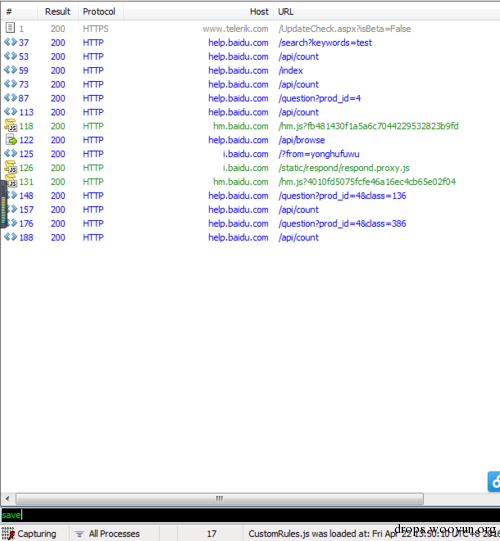 # Result Protocol Host URL
1 200 HTTPS www.telerik.com /UpdateCheck.aspx?isBeta=False
37 200 HTTP help.baidu.com /search?keywords=test
53 200 HTTP help.baidu.com /api/count
59 200 HTTP help.baidu.com /index
73 200 HTTP help.baidu.com /api/count
87 200 HTTP help.baidu.com /question?prod_id=4
113 200 HTTP help.baidu.com /api/count
118 200 HTTP hm.baidu.com /hm.js?fb481430f1a5a6c7044229532823b9fd
122 200 HTTP help.baidu.com /api/browse
125 200 HTTP i.baidu.com /?from=yonghufuwu
126 200 HTTP i.baidu.com /static/respond/respond.proxy.js
131 200 HTTP hm.baidu.com /hm.js?4010fd5075fcfe46a16ec4cb65e02f04
148 200 HTTP help.baidu.com /question?prod_id=4&class=136
157 200 HTTP help.baidu.com /api/count
176 200 HTTP help.baidu.com /question?prod_id=4&class=386
188 200 HTTP help.baidu.com /api/count
save
drops.wooyun.org
Capturing All Processes 17 CustomRules.js was loaded at: Fri Apr 22 13:50:10 UTC+8 2016